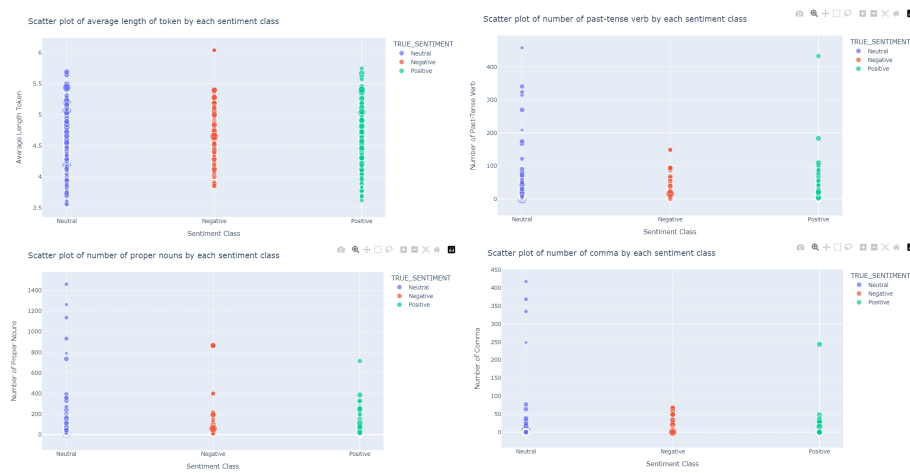 Scatter plot of average length of token by each sentiment class
TRUE_SENTIMENT
Neutral
Negative
Positive
Average Length Token
6
5.5
5
4.5
4
3.5
Neutral Negative Positive
Sentiment Class
Scatter plot of number of past-tense verb by each sentiment class
TRUE_SENTIMENT
Neutral
Negative
Positive
Number of Past-Tense Verb
400
300
200
100
0
Neutral Negative Positive
Sentiment Class
Scatter plot of number of proper nouns by each sentiment class
TRUE_SENTIMENT
Neutral
Negative
Positive
Number of Proper Nouns
1400
1200
1000
800
600
400
200
0
Neutral Negative Positive
Sentiment Class
Scatter plot of number of comma by each sentiment class
TRUE_SENTIMENT
Neutral
Negative
Positive
Number of Comma
450
400
350
300
250
200
150
100
50
0
Neutral Negative Positive
Sentiment Class